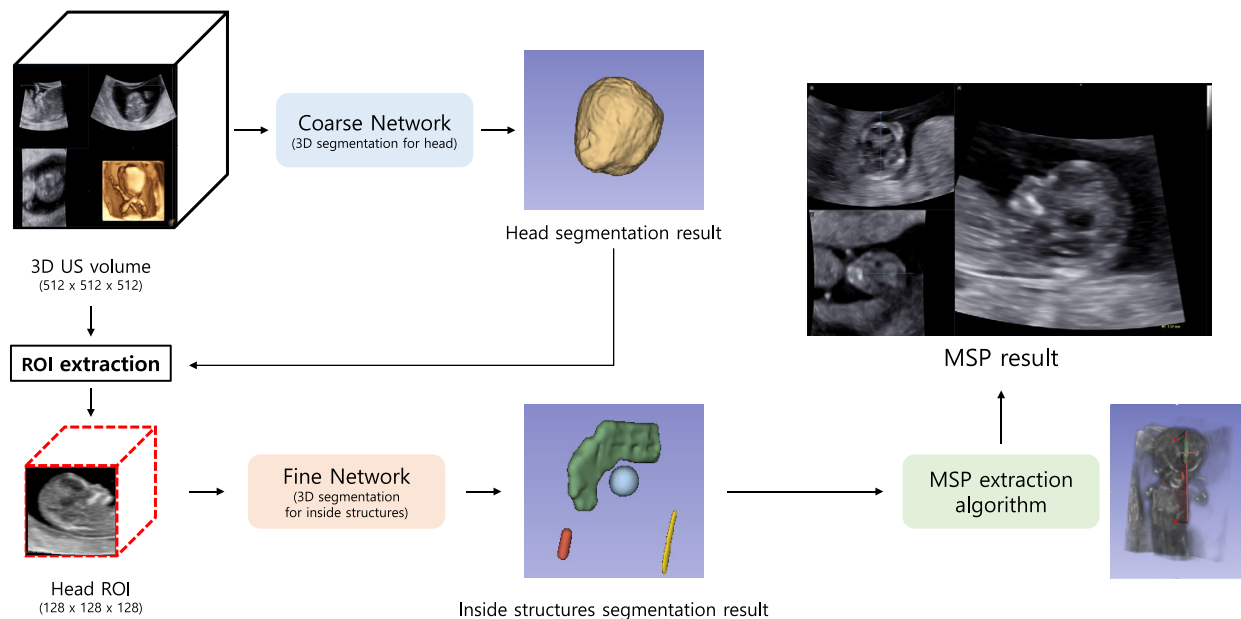 Coarse Network
(3D segmentation for head)
Head segmentation result
3D US volume
(512 x 512 x 512)
ROI extraction
MSP result
Fine Network
(3D segmentation
for inside structures)
MSP extraction
algorithm
Head ROI
(128 x 128 x 128)
Inside structures segmentation result